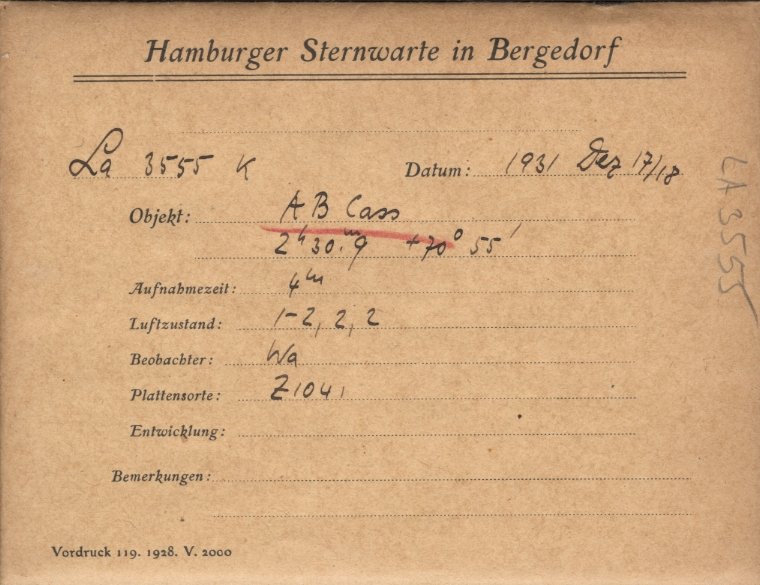 Hamburger Sternwarte in Bergedorf
La 3555 K Datum: 1931 Dez 17/18
Objekt: A B Cass
2ʰ 30.ᵐ9 +70° 55'
Aufnahmezeit: 4ᵐ
Luftzustand: 1-2, 2, 2
Beobachter: Wa
Plattensorte: Z1041
Entwicklung:
Bemerkungen:
Vordruck 119. 1928. V. 2000
LA 3555